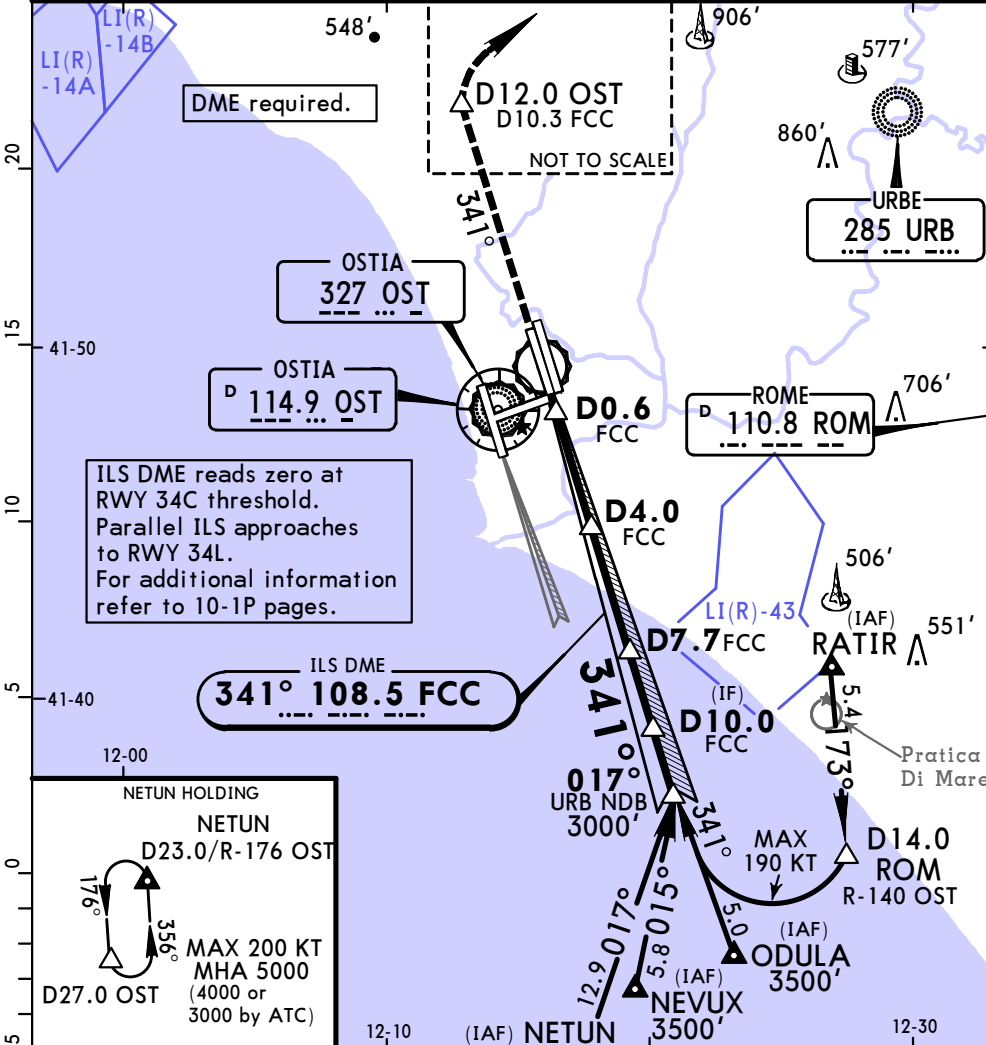 LI(R)
-14B
LI(R)
-14A
548'
906'
577'
860'
DME required.
D12.0 OST
D10.3 FCC
NOT TO SCALE
341°
URBE
285 URB
OSTIA
327 OST
OSTIA
D 114.9 OST
20
15
10
5
0
5
41-50
41-40
D0.6
FCC
ROME
D 110.8 ROM
706'
ILS DME reads zero at
RWY 34C threshold.
Parallel ILS approaches
to RWY 34L.
For additional information
refer to 10-1P pages.
D4.0
FCC
506'
LI(R)-43
(IAF)
RATIR
551'
D7.7 FCC
ILS DME
341° 108.5 FCC
341°
(IF)
D10.0
FCC
5.4
173°
Pratica
Di Mare
12-00
017°
URB NDB
3000'
341°
MAX
190 KT
D14.0
ROM
R-140 OST
NETUN HOLDING
NETUN
D23.0/R-176 OST
176°
356°
MAX 200 KT
MHA 5000
(4000 or
3000 by ATC)
D27.0 OST
12.9 017°
5.8 015°
5.0
(IAF)
ODULA
3500'
(IAF)
NEVUX
3500'
(IAF) NETUN
12-10
12-30